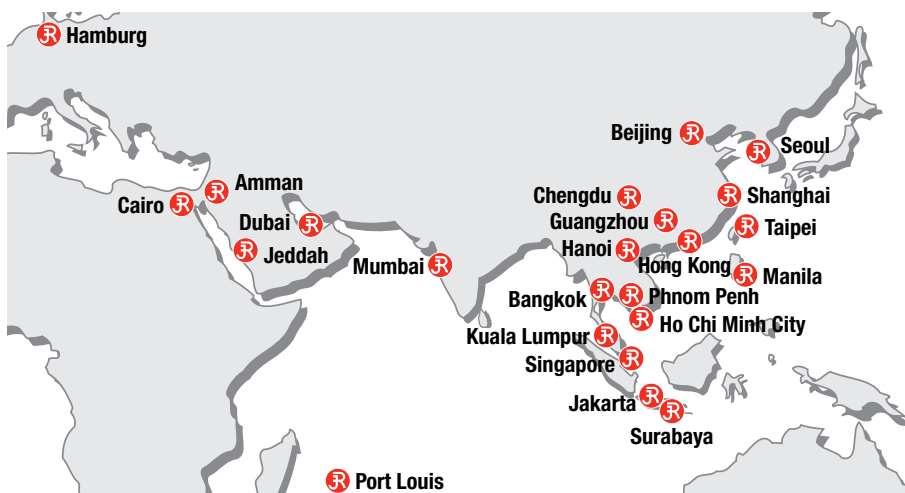 Hamburg
Beijing
Seoul
Amman
Cairo
Chengdu
Shanghai
Dubai
Guangzhou
Taipei
Jeddah
Hanoi
Mumbai
Hong Kong
Manila
Bangkok
Phnom Penh
Ho Chi Minh City
Kuala Lumpur
Singapore
Jakarta
Surabaya
Port Louis